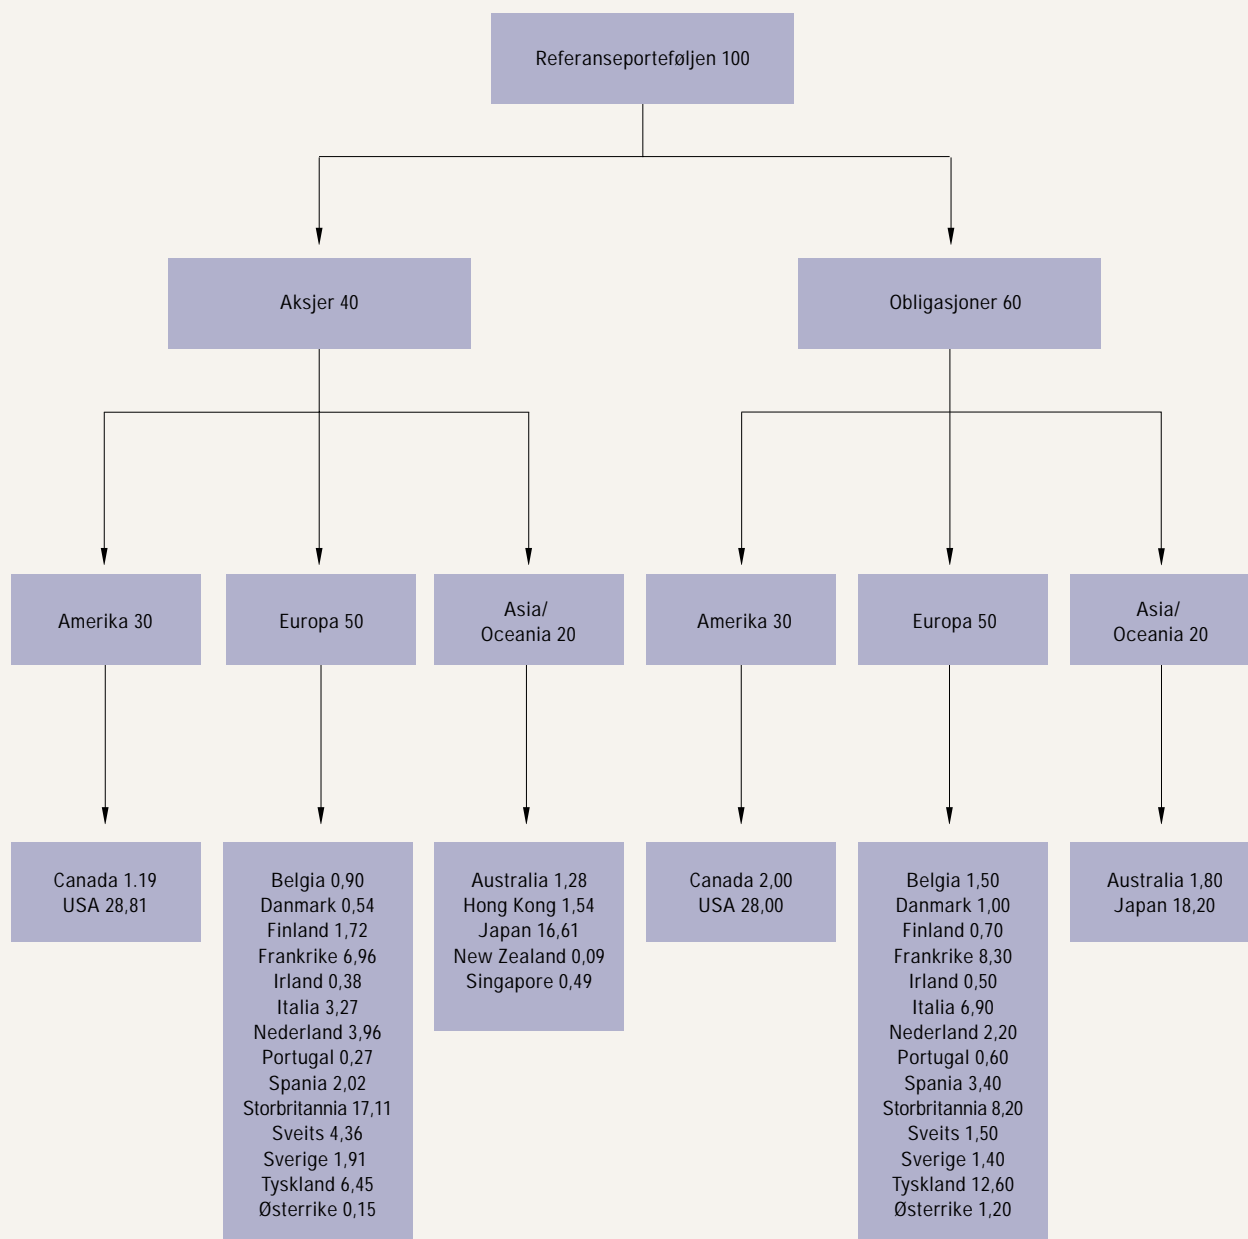 Referanseporteføljen 100
Aksjer 40
Obligasjoner 60
Amerika 30
Europa 50
Asia/
Oceania 20
Amerika 30
Europa 50
Asia/
Oceania 20
Canada 1.19
USA 28,81
Belgia 0,90
Danmark 0,54
Finland 1,72
Frankrike 6,96
Irland 0,38
Italia 3,27
Nederland 3,96
Portugal 0,27
Spania 2,02
Storbritannia 17,11
Sveits 4,36
Sverige 1,91
Tyskland 6,45
Østerrike 0,15
Australia 1,28
Hong Kong 1,54
Japan 16,61
New Zealand 0,09
Singapore 0,49
Canada 2,00
USA 28,00
Belgia 1,50
Danmark 1,00
Finland 0,70
Frankrike 8,30
Irland 0,50
Italia 6,90
Nederland 2,20
Portugal 0,60
Spania 3,40
Storbritannia 8,20
Sveits 1,50
Sverige 1,40
Tyskland 12,60
Østerrike 1,20
Australia 1,80
Japan 18,20